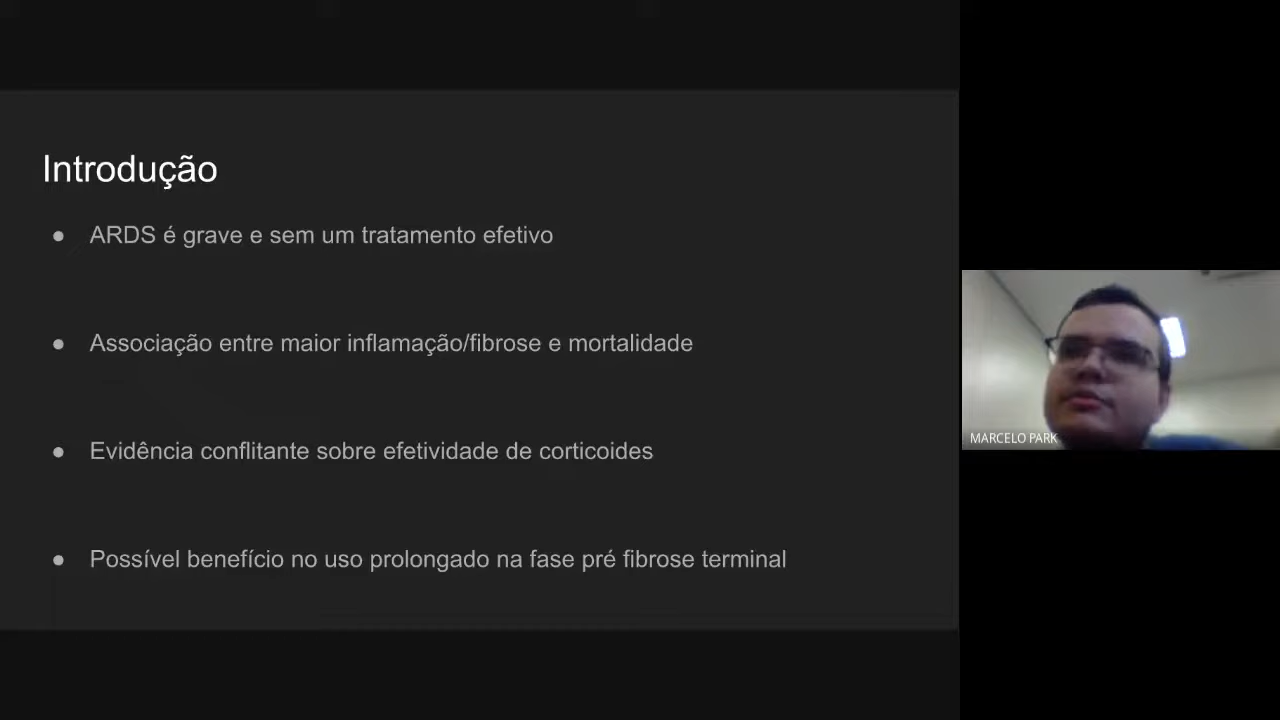 Introdução
● ARDS é grave e sem um tratamento efetivo
● Associação entre maior inflamação/fibrose e mortalidade
● Evidência conflitante sobre efetividade de corticoides
● Possível benefício no uso prolongado na fase pré fibrose terminal
MARCELO PARK